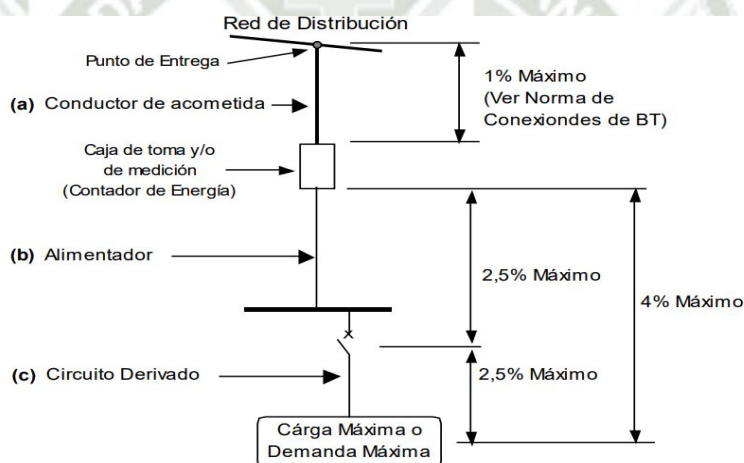 Red de Distribución
Punto de Entrega
(a) Conductor de acometida
1% Máximo
(Ver Norma de
Conexiondes de BT)
Caja de toma y/o
de medición
(Contador de Energía)
(b) Alimentador
2,5% Máximo
4% Máximo
(c) Circuito Derivado
2,5% Máximo
Cárga Máxima o
Demanda Máxima